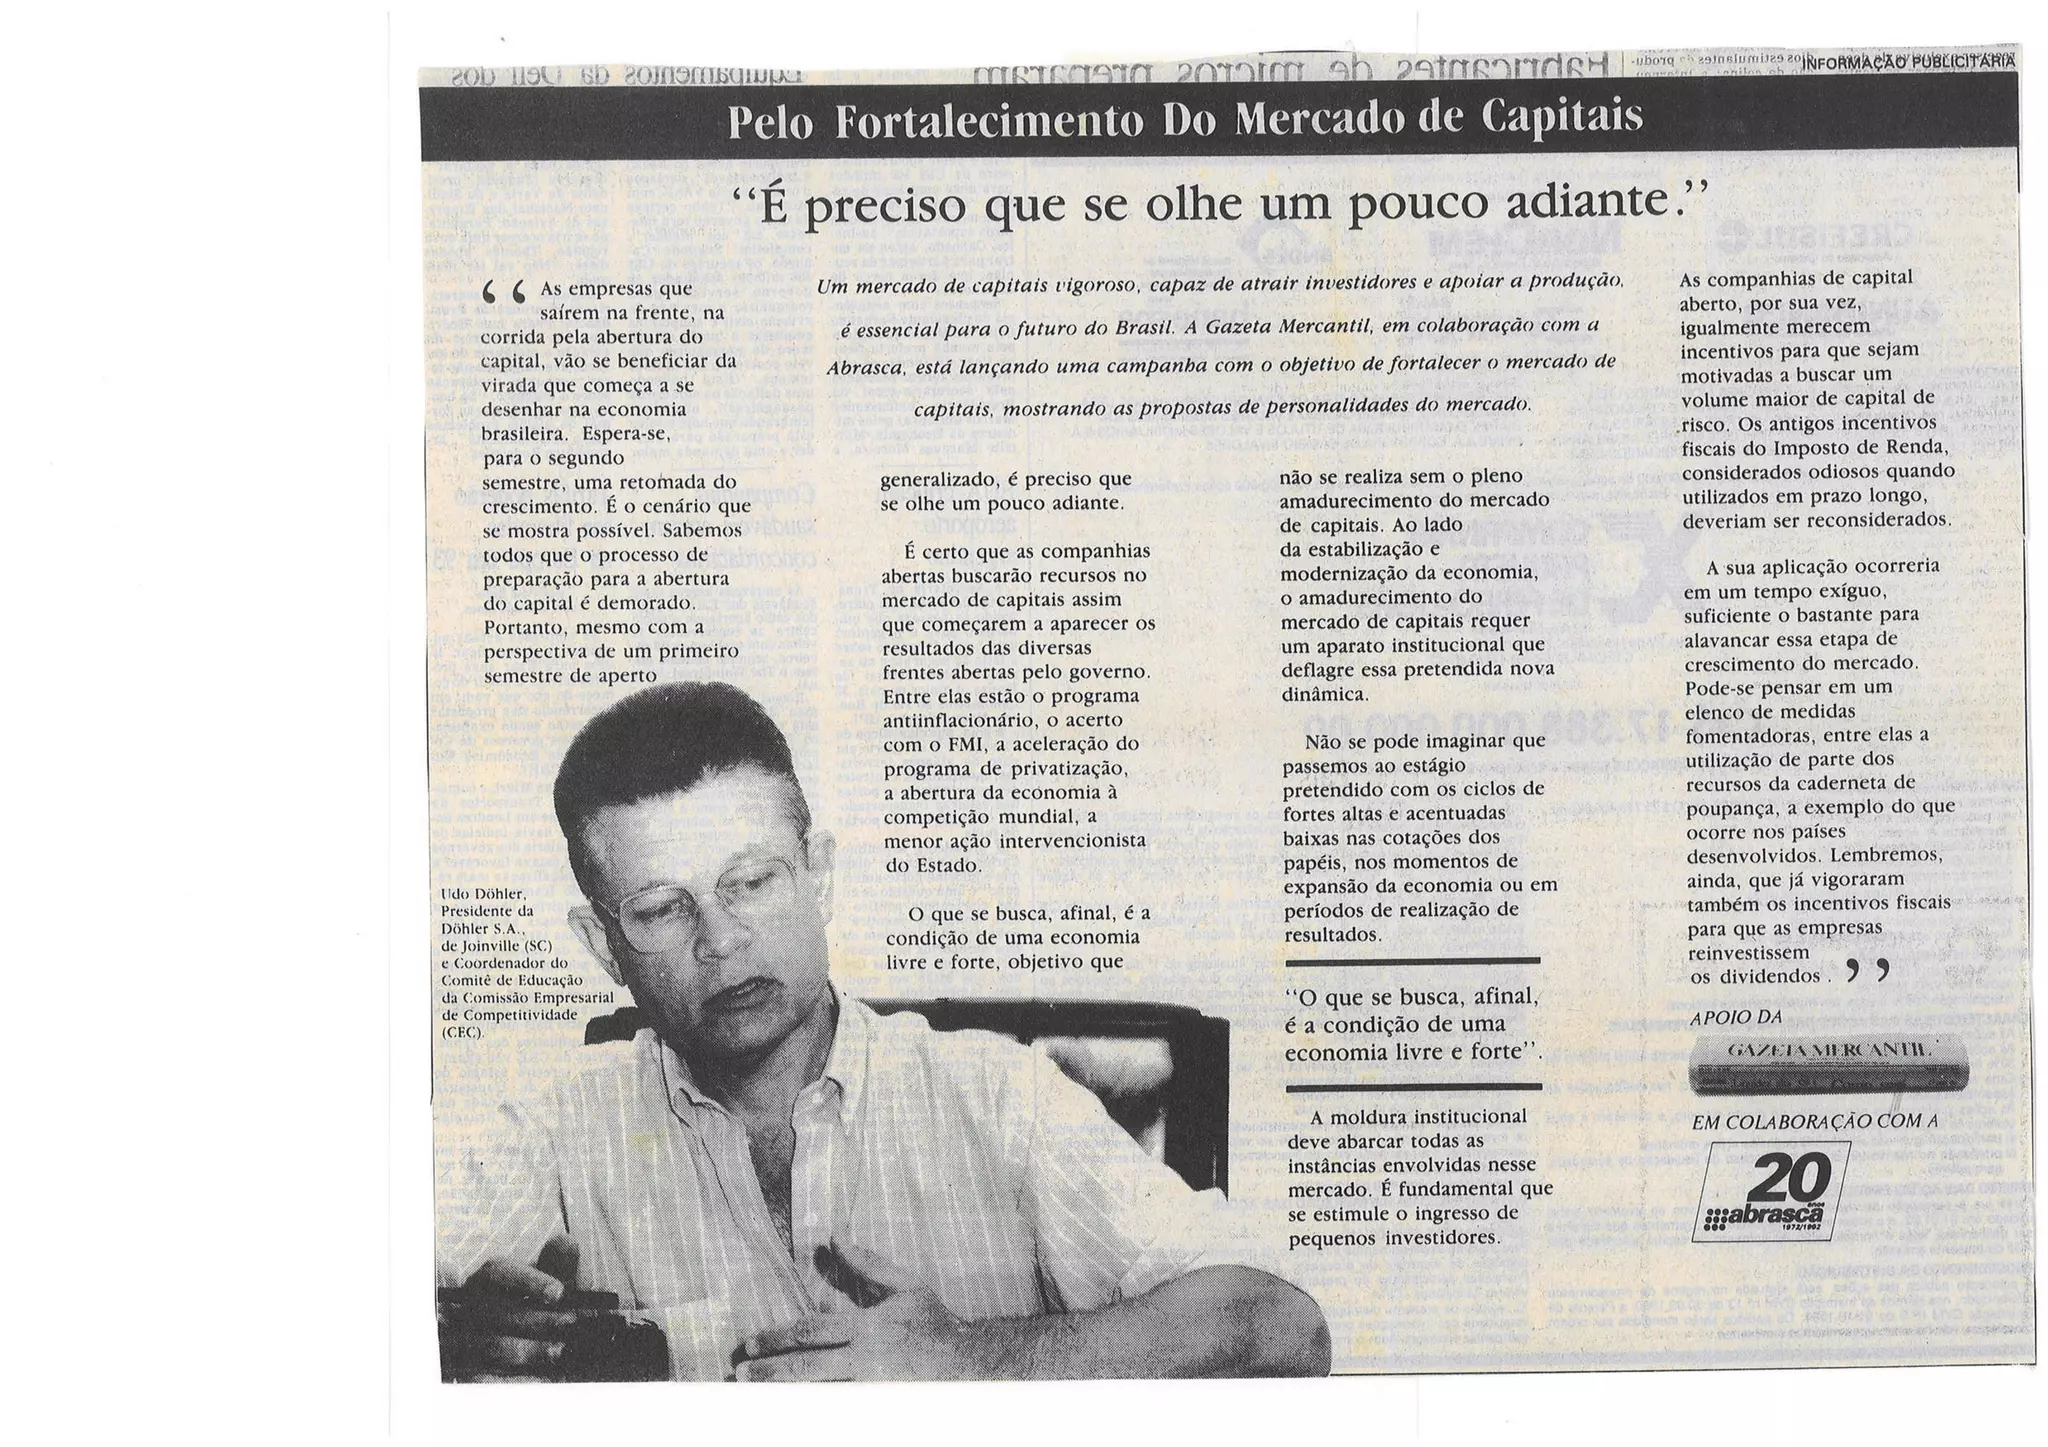 INFORMAÇÃO PUBLICITÁRIA
Pelo Fortalecimento Do Mercado de Capitais
“É preciso que se olhe um pouco adiante.”
Um mercado de capitais vigoroso, capaz de atrair investidores e apoiar a produção,
é essencial para o futuro do Brasil. A Gazeta Mercantil, em colaboração com a
Abrasca, está lançando uma campanha com o objetivo de fortalecer o mercado de
capitais, mostrando as propostas de personalidades do mercado.
“ As empresas que
saírem na frente, na
corrida pela abertura do
capital, vão se beneficiar da
virada que começa a se
desenhar na economia
brasileira. Espera-se,
para o segundo
semestre, uma retomada do
crescimento. É o cenário que
se mostra possível. Sabemos
todos que o processo de
preparação para a abertura
do capital é demorado.
Portanto, mesmo com a
perspectiva de um primeiro
semestre de aperto
Udo Döhler,
Presidente da
Döhler S.A.,
de Joinville (SC)
e Coordenador do
Comitê de Educação
da Comissão Empresarial
de Competitividade
(CEC).
generalizado, é preciso que
se olhe um pouco adiante.
É certo que as companhias
abertas buscarão recursos no
mercado de capitais assim
que começarem a aparecer os
resultados das diversas
frentes abertas pelo governo.
Entre elas estão o programa
antiinflacionário, o acerto
com o FMI, a aceleração do
programa de privatização,
a abertura da economia à
competição mundial, a
menor ação intervencionista
do Estado.
O que se busca, afinal, é a
condição de uma economia
livre e forte, objetivo que
não se realiza sem o pleno
amadurecimento do mercado
de capitais. Ao lado
da estabilização e
modernização da economia,
o amadurecimento do
mercado de capitais requer
um aparato institucional que
deflagre essa pretendida nova
dinâmica.
Não se pode imaginar que
passemos ao estágio
pretendido com os ciclos de
fortes altas e acentuadas
baixas nas cotações dos
papéis, nos momentos de
expansão da economia ou em
períodos de realização de
resultados.
“O que se busca, afinal,
é a condição de uma
economia livre e forte”.
A moldura institucional
deve abarcar todas as
instâncias envolvidas nesse
mercado. É fundamental que
se estimule o ingresso de
pequenos investidores.
As companhias de capital
aberto, por sua vez,
igualmente merecem
incentivos para que sejam
motivadas a buscar um
volume maior de capital de
risco. Os antigos incentivos
fiscais do Imposto de Renda,
considerados odiosos quando
utilizados em prazo longo,
deveriam ser reconsiderados.
A sua aplicação ocorreria
em um tempo exíguo,
suficiente o bastante para
alavancar essa etapa de
crescimento do mercado.
Pode-se pensar em um
elenco de medidas
fomentadoras, entre elas a
utilização de parte dos
recursos da caderneta de
poupança, a exemplo do que
ocorre nos países
desenvolvidos. Lembremos,
ainda, que já vigoraram
também os incentivos fiscais
para que as empresas
reinvestissem
os dividendos. ”
APOIO DA
GAZETA MERCANTIL
EM COLABORAÇÃO COM A
20
anos
abrasca
1972/1992